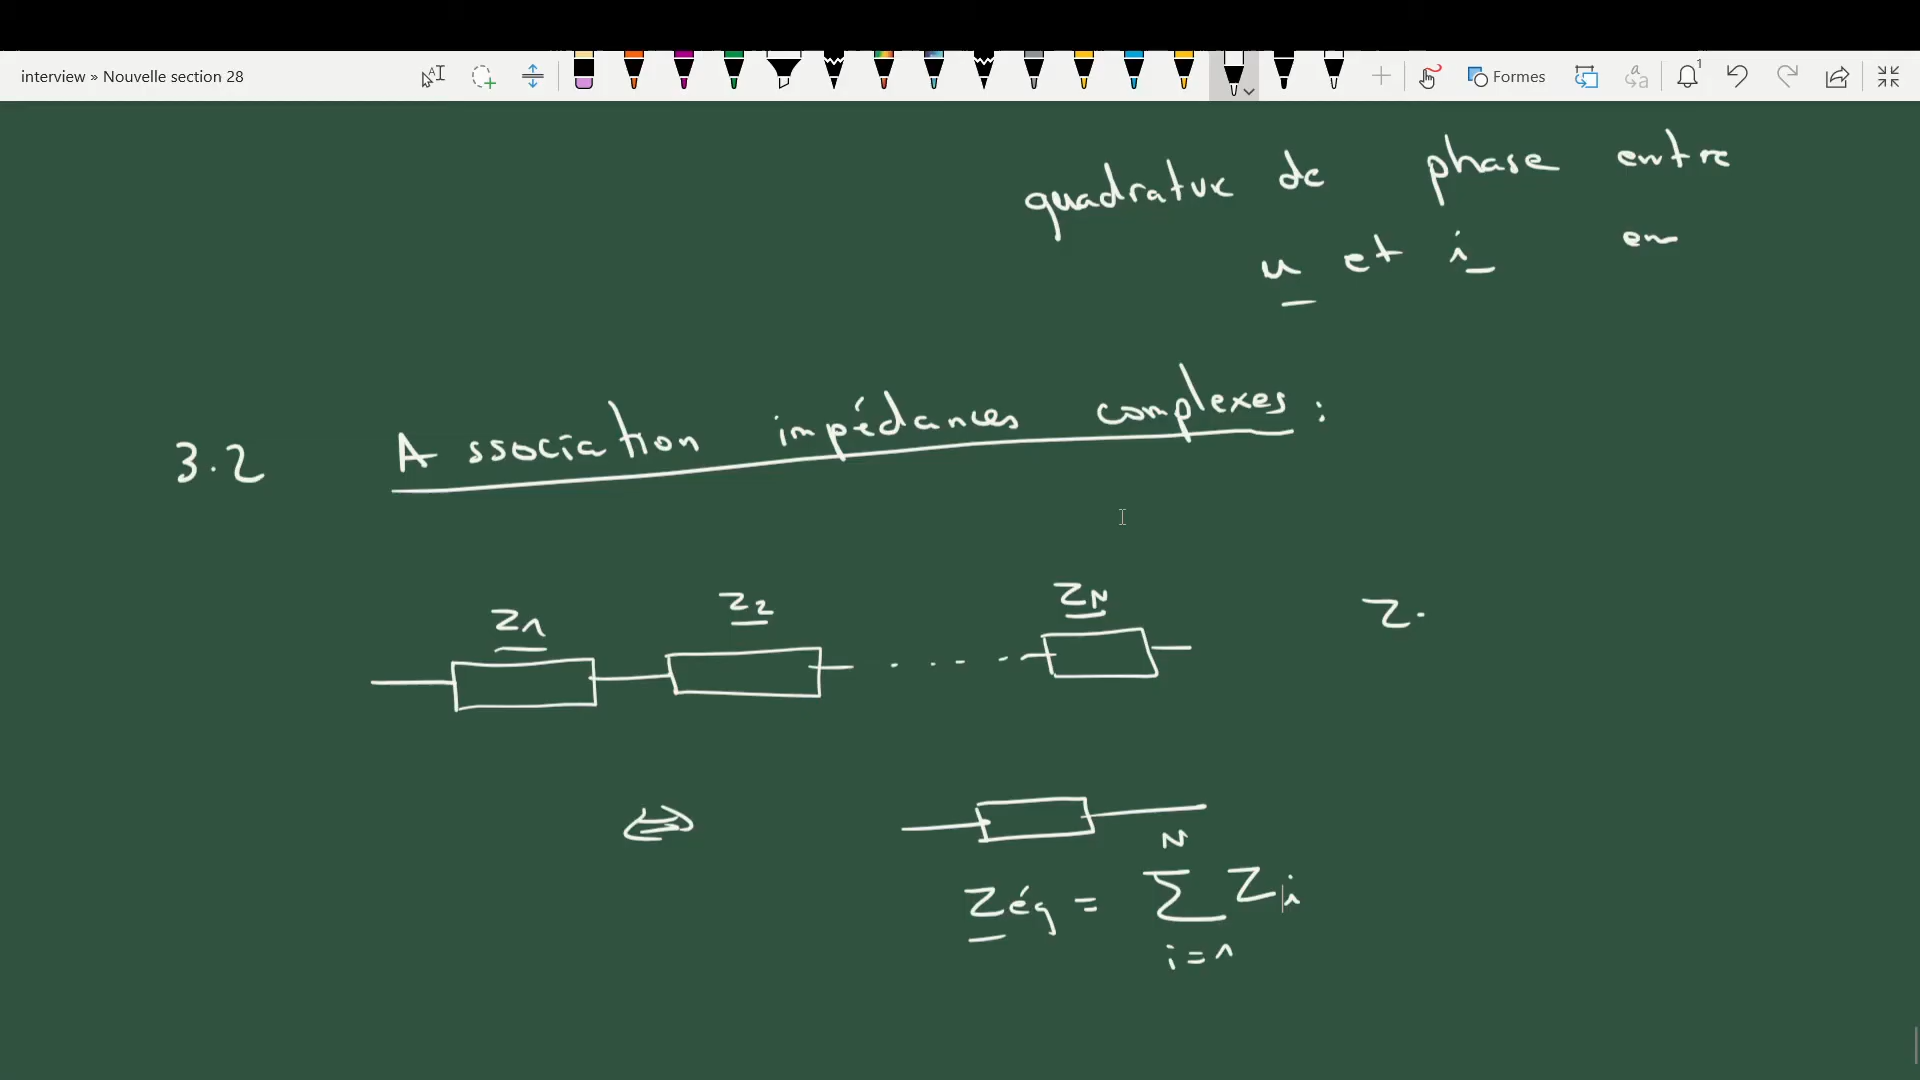 interview » Nouvelle section 28
Formes
1
quadrature de phase entre
u et i en
3.2 Association impédances complexes :
Z1 Z2 ZN Z.
Zéq = N ∑ i=1 Zi